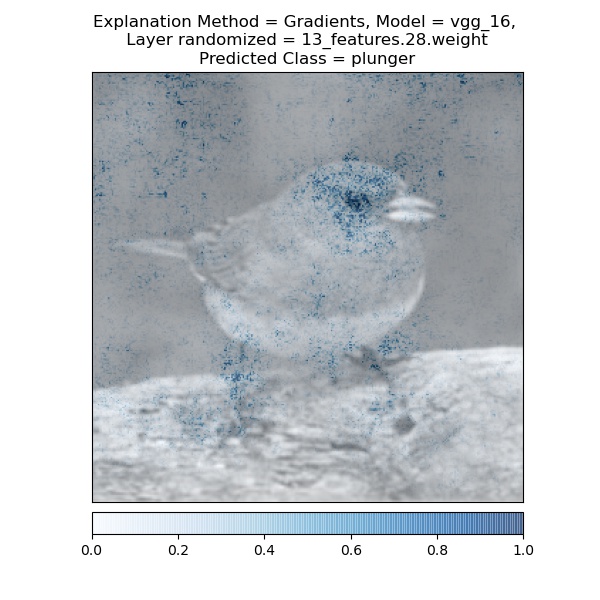 Explanation Method = Gradients, Model = vgg_16,
Layer randomized = 13_features.28.weight
Predicted Class = plunger
0.0 0.2 0.4 0.6 0.8 1.0